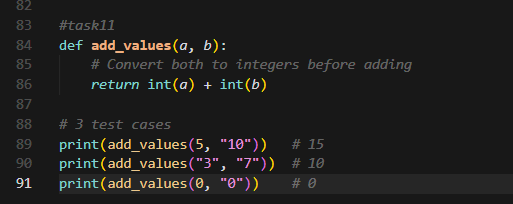 82
83 #task11
84 def add_values(a, b):
85     # Convert both to integers before adding
86     return int(a) + int(b)
87
88 # 3 test cases
89 print(add_values(5, "10"))   # 15
90 print(add_values("3", "7"))  # 10
91 print(add_values(0, "0"))    # 0